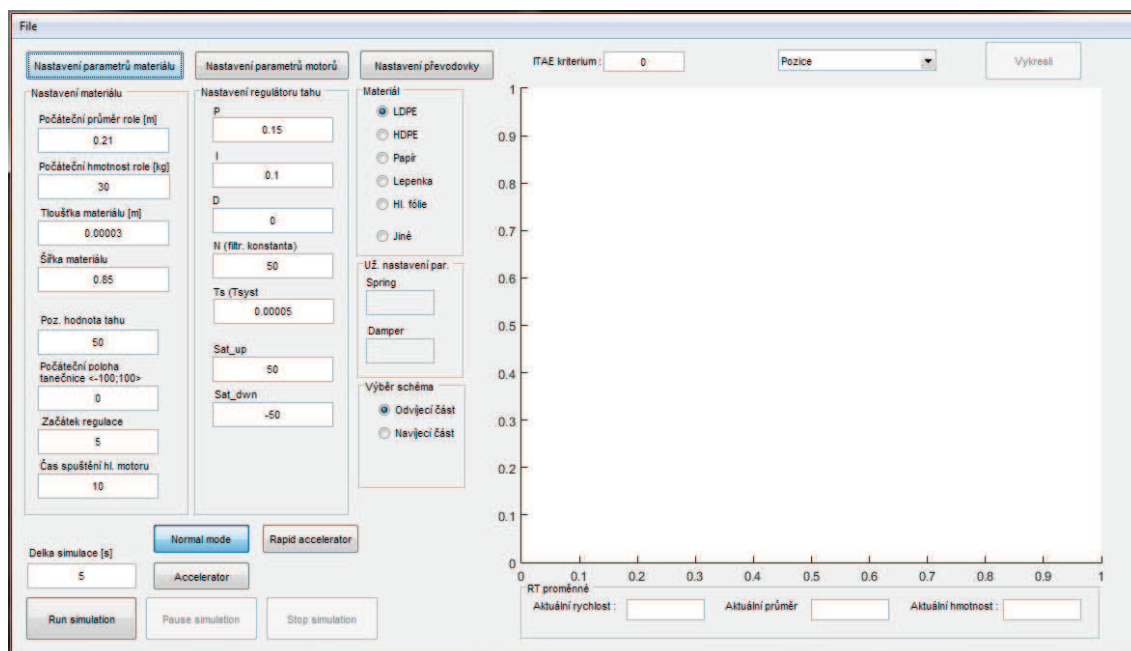 File
Nastavení parametrů materiálu
Nastavení parametrů motorů
Nastavení převodovky
ITAE kriterium :
0
Pozice
Vykresli
Nastavení materiálu
Počáteční průměr role [m]
0.21
Počáteční hmotnost role [kg]
30
Tloušťka materiálu [m]
0.00003
Šířka materiálu
0.85
Poz. hodnota tahu
50
Počáteční poloha
tanečnice <-100;100>
0
Začátek regulace
5
Čas spuštění hl. motoru
10
Nastavení regulátoru tahu
P
0.15
I
0.1
D
0
N (filtr. konstanta)
50
Ts (Tsyst
0.00005
Sat_up
50
Sat_dwn
-50
Materiál
LDPE
HDPE
Papír
Lepenka
Hl. fólie
Jiné
Už. nastavení par.
Spring
Damper
Výběr schèma
Odvíjecí část
Navíjecí část
1
0.9
0.8
0.7
0.6
0.5
0.4
0.3
0.2
0.1
0
0 0.1 0.2 0.3 0.4 0.5 0.6 0.7 0.8 0.9 1
Normal mode
Rapid accelerator
Delka simulace [s]
5
Accelerator
Run simulation
Pause simulation
Stop simulation
RT proměnné
Aktuální rychlost :
Aktuální průměr
Aktuální hmotnost :